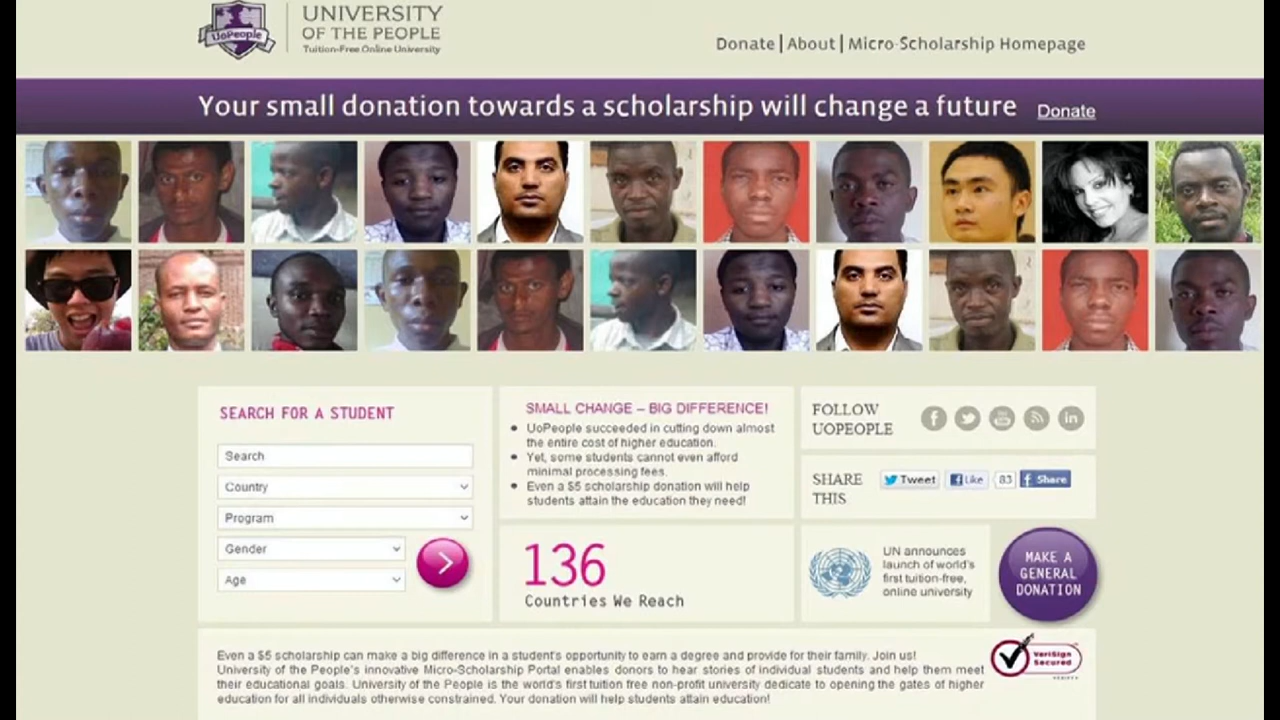 UoPeople
UNIVERSITY
OF THE PEOPLE
Tuition-Free Online University
Donate | About | Micro-Scholarship Homepage
Your small donation towards a scholarship will change a future Donate
SEARCH FOR A STUDENT
Search
Country
Program
Gender
Age
SMALL CHANGE – BIG DIFFERENCE!
UoPeople succeeded in cutting down almost
the entire cost of higher education.
Yet, some students cannot even afford
minimal processing fees.
Even a $5 scholarship donation will help
students attain the education they need!
136
Countries We Reach
FOLLOW
UOPEOPLE
SHARE
THIS
Tweet
Like
83
Share
UN announces
launch of world's
first tuition-free,
online university
MAKE A
GENERAL
DONATION
Even a $5 scholarship can make a big difference in a student's opportunity to earn a degree and provide for their family. Join us!
University of the People's innovative Micro-Scholarship Portal enables donors to hear stories of individual students and help them meet
their educational goals. University of the People is the world's first tuition free non-profit university dedicate to opening the gates of higher
education for all individuals otherwise constrained. Your donation will help students attain education!
VeriSign
Secured